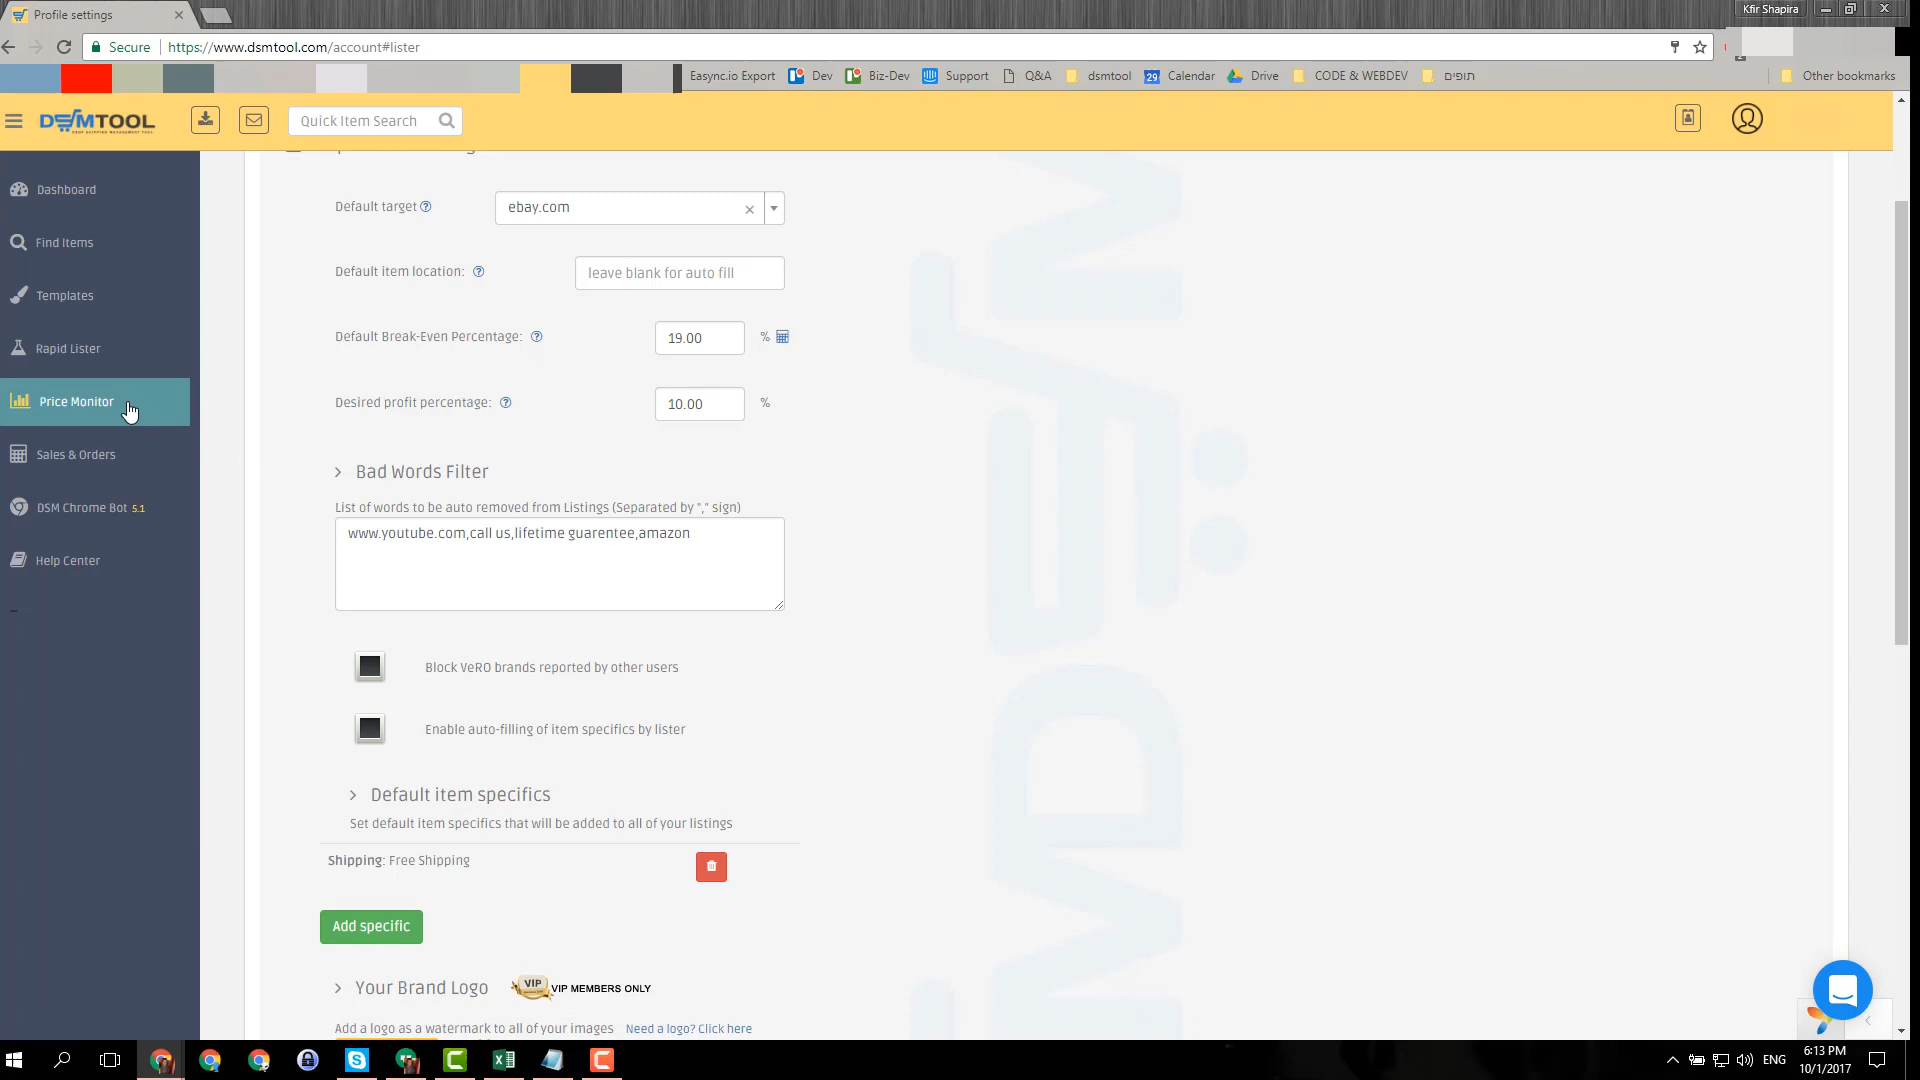 Profile settings
Kfir Shapira
Secure
https://www.dsmtool.com/account#lister
Easync.io Export
Dev
Biz-Dev
Support
Q&A
dsmtool
29
Calendar
Drive
CODE & WEBDEV
תופים
Other bookmarks
DSMTOOL
DROP SHIPPING MANAGEMENT TOOL
Quick Item Search
Dashboard
Find Items
Templates
Rapid Lister
Price Monitor
Sales & Orders
DSM Chrome Bot 5.1
Help Center
Default target
ebay.com
Default item location:
leave blank for auto fill
Default Break-Even Percentage:
19.00
%
Desired profit percentage:
10.00
%
Bad Words Filter
List of words to be auto removed from Listings (Separated by "," sign)
www.youtube.com,call us,lifetime guarentee,amazon
Block VeRO brands reported by other users
Enable auto-filling of item specifics by lister
Default item specifics
Set default item specifics that will be added to all of your listings
Shipping: Free Shipping
Add specific
Your Brand Logo
VIP
VIP MEMBERS ONLY
Add a logo as a watermark to all of your images
Need a logo? Click here
ENG
6:13 PM
10/1/2017